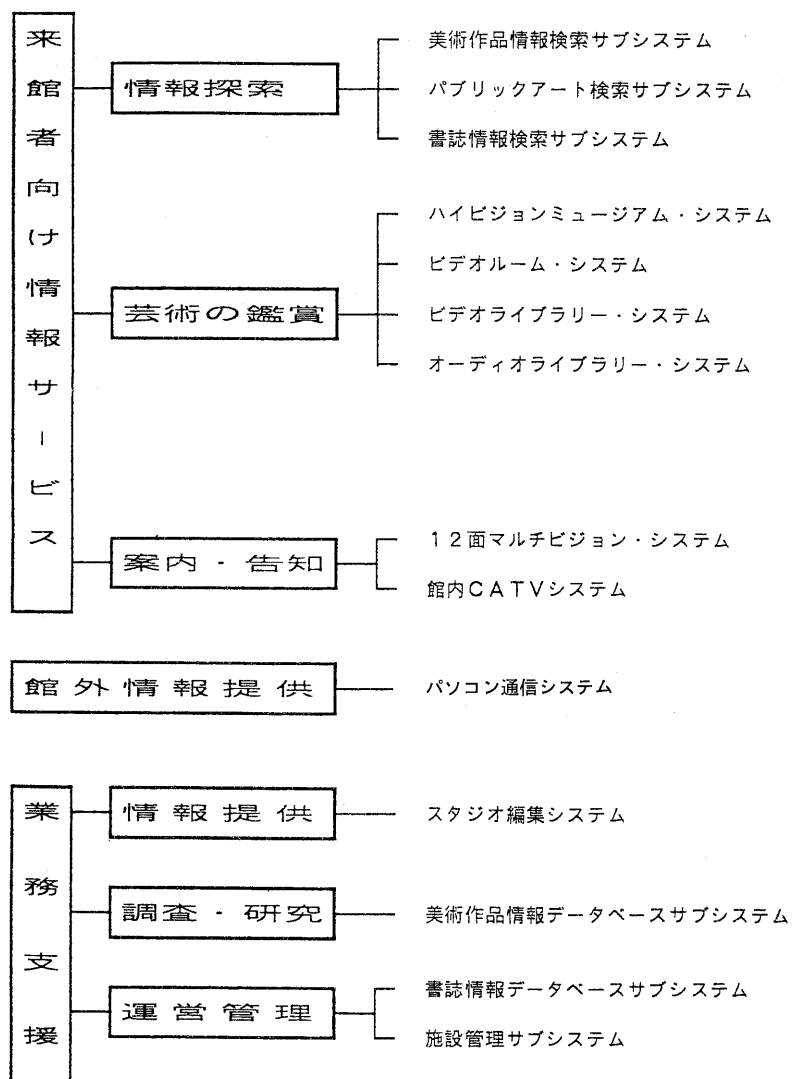 来館者向け情報サービス
情報探索
美術作品情報検索サブシステム
パブリックアート検索サブシステム
書誌情報検索サブシステム
芸術の鑑賞
ハイビジョンミュージアム・システム
ビデオルーム・システム
ビデオライブラリー・システム
オーディオライブラリー・システム
案内・告知
12面マルチビジョン・システム
館内CATVシステム
館外情報提供
パソコン通信システム
業務支援
情報提供
スタジオ編集システム
調査・研究
美術作品情報データベースサブシステム
運営管理
書誌情報データベースサブシステム
施設管理サブシステム